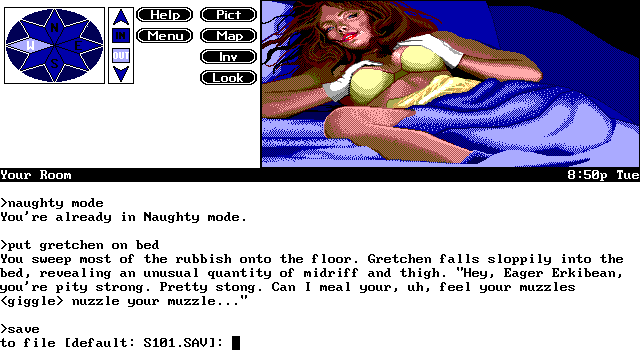 Help
Pict
Menu
Map
Inv
Look
W
IN
OUT
Your Room 8:50p Tue
>naughty mode
You're already in Naughty mode.
>put gretchen on bed
You sweep most of the rubbish onto the floor. Gretchen falls sloppily into the
bed, revealing an unusual quantity of midriff and thigh. "Hey, Eager Erkibean,
you're pity strong. Pretty stong. Can I meal your, uh, feel your muzzles
<giggle> nuzzle your muzzle..."
>save
to file [default: S101.SAV]: